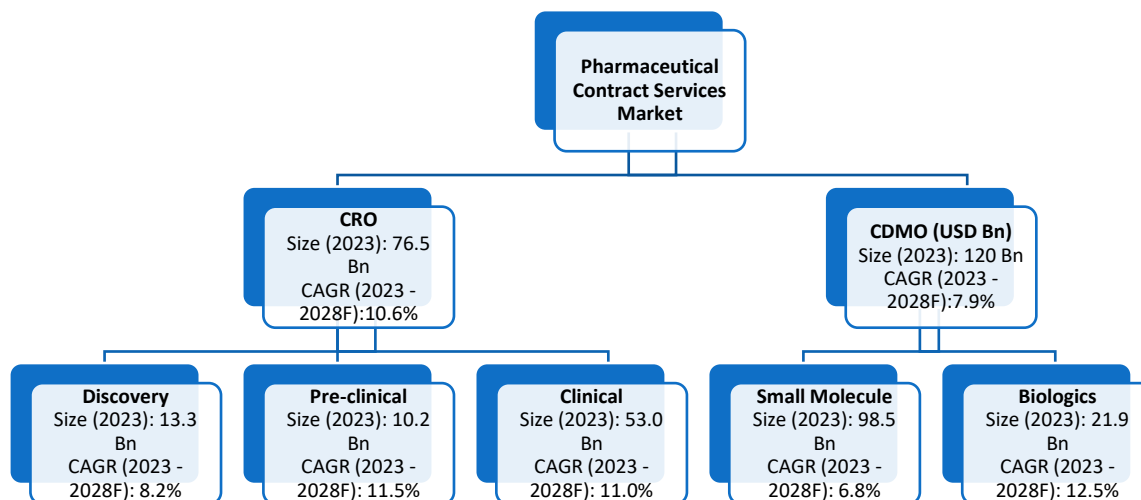 Pharmaceutical
Contract Services
Market
CRO
Size (2023): 76.5
Bn
CAGR (2023 -
2028F):10.6%
CDMO (USD Bn)
Size (2023): 120 Bn
CAGR (2023 -
2028F):7.9%
Discovery
Size (2023): 13.3
Bn
CAGR (2023 -
2028F): 8.2%
Pre-clinical
Size (2023): 10.2
Bn
CAGR (2023 -
2028F): 11.5%
Clinical
Size (2023): 53.0
Bn
CAGR (2023 -
2028F): 11.0%
Small Molecule
Size (2023): 98.5
Bn
CAGR (2023 -
2028F): 6.8%
Biologics
Size (2023): 21.9
Bn
CAGR (2023 -
2028F): 12.5%